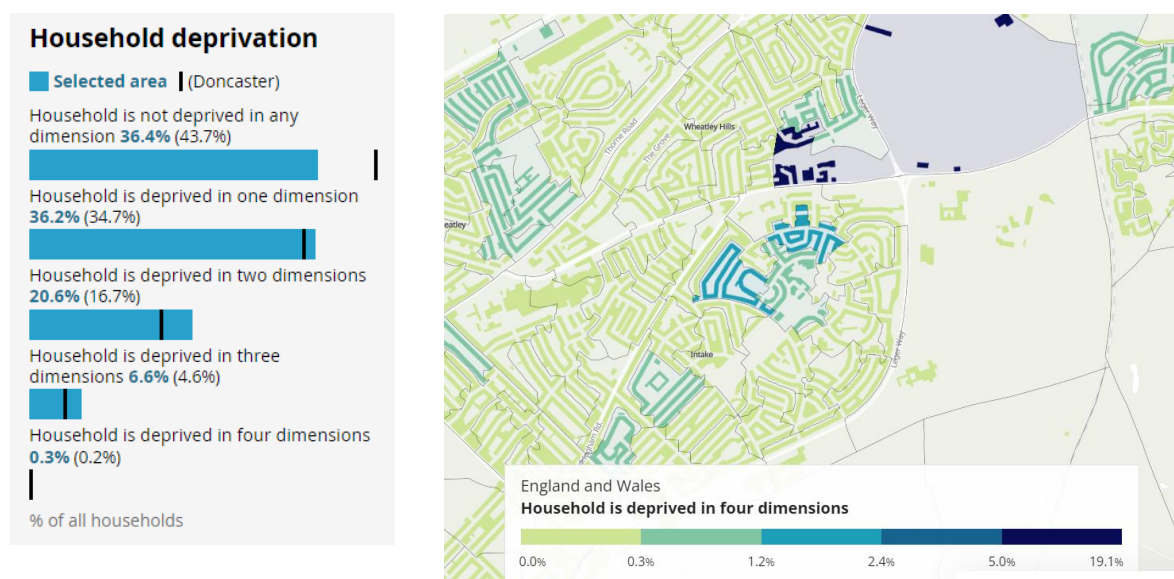 Household deprivation
Selected area (Doncaster)
Household is not deprived in any
dimension 36.4% (43.7%)
Household is deprived in one dimension
36.2% (34.7%)
Household is deprived in two dimensions
20.6% (16.7%)
Household is deprived in three
dimensions 6.6% (4.6%)
Household is deprived in four dimensions
0.3% (0.2%)
% of all households
Leger Way
Wheatley Hills
Thorne Road
The Grove
eatley
Intake
Leger Way
England and Wales
Household is deprived in four dimensions
0.0% 0.3% 1.2% 2.4% 5.0% 19.1%